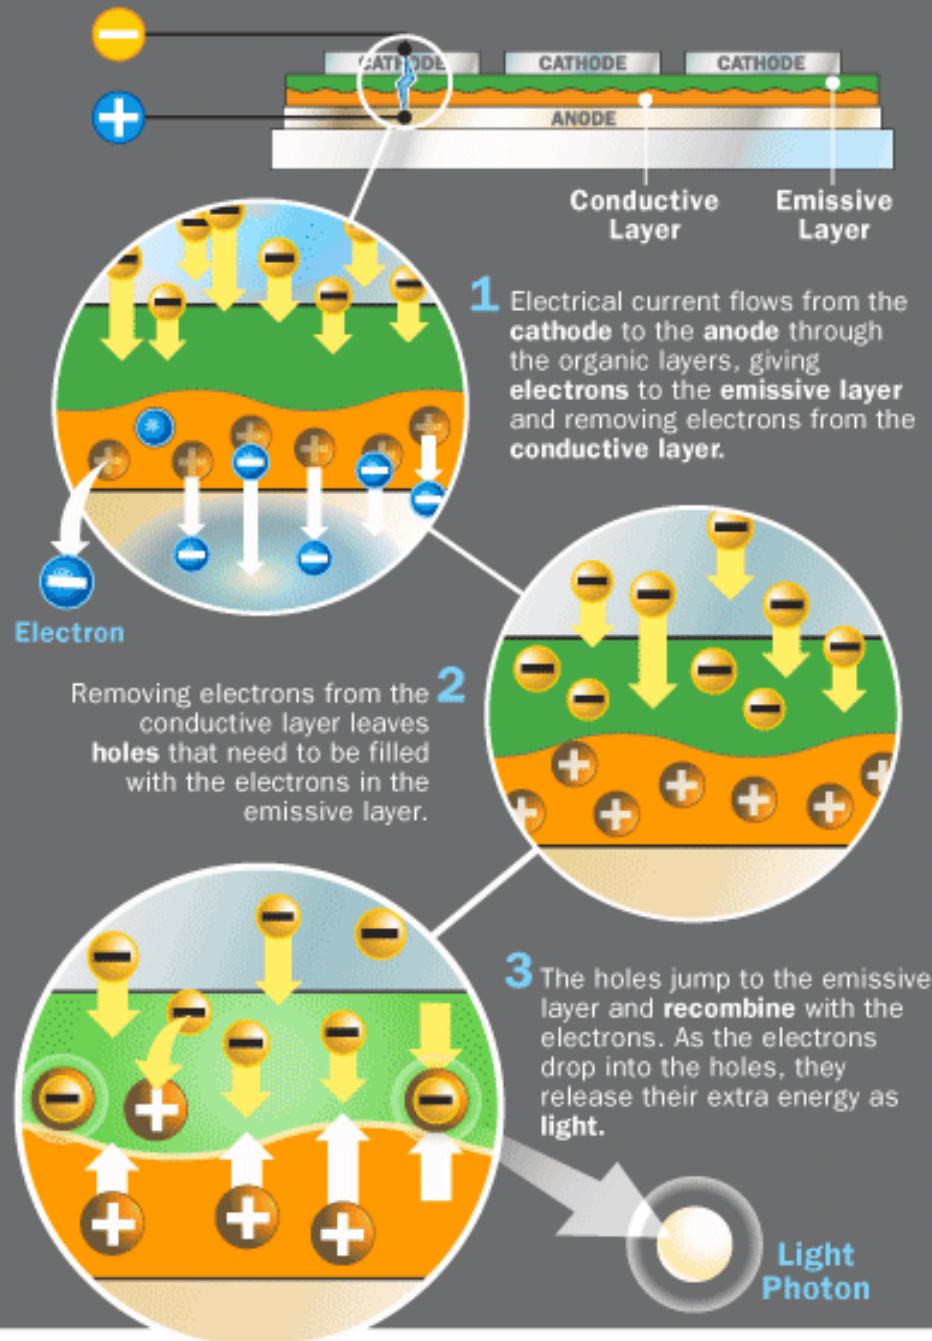 CATHODE
CATHODE
CATHODE
ANODE
Conductive
Layer
Emissive
Layer
1 Electrical current flows from the
cathode to the anode through
the organic layers, giving
electrons to the emissive layer
and removing electrons from the
conductive layer.
Electron
Removing electrons from the 2
conductive layer leaves
holes that need to be filled
with the electrons in the
emissive layer.
3 The holes jump to the emissive
layer and recombine with the
electrons. As the electrons
drop into the holes, they
release their extra energy as
light.
Light
Photon